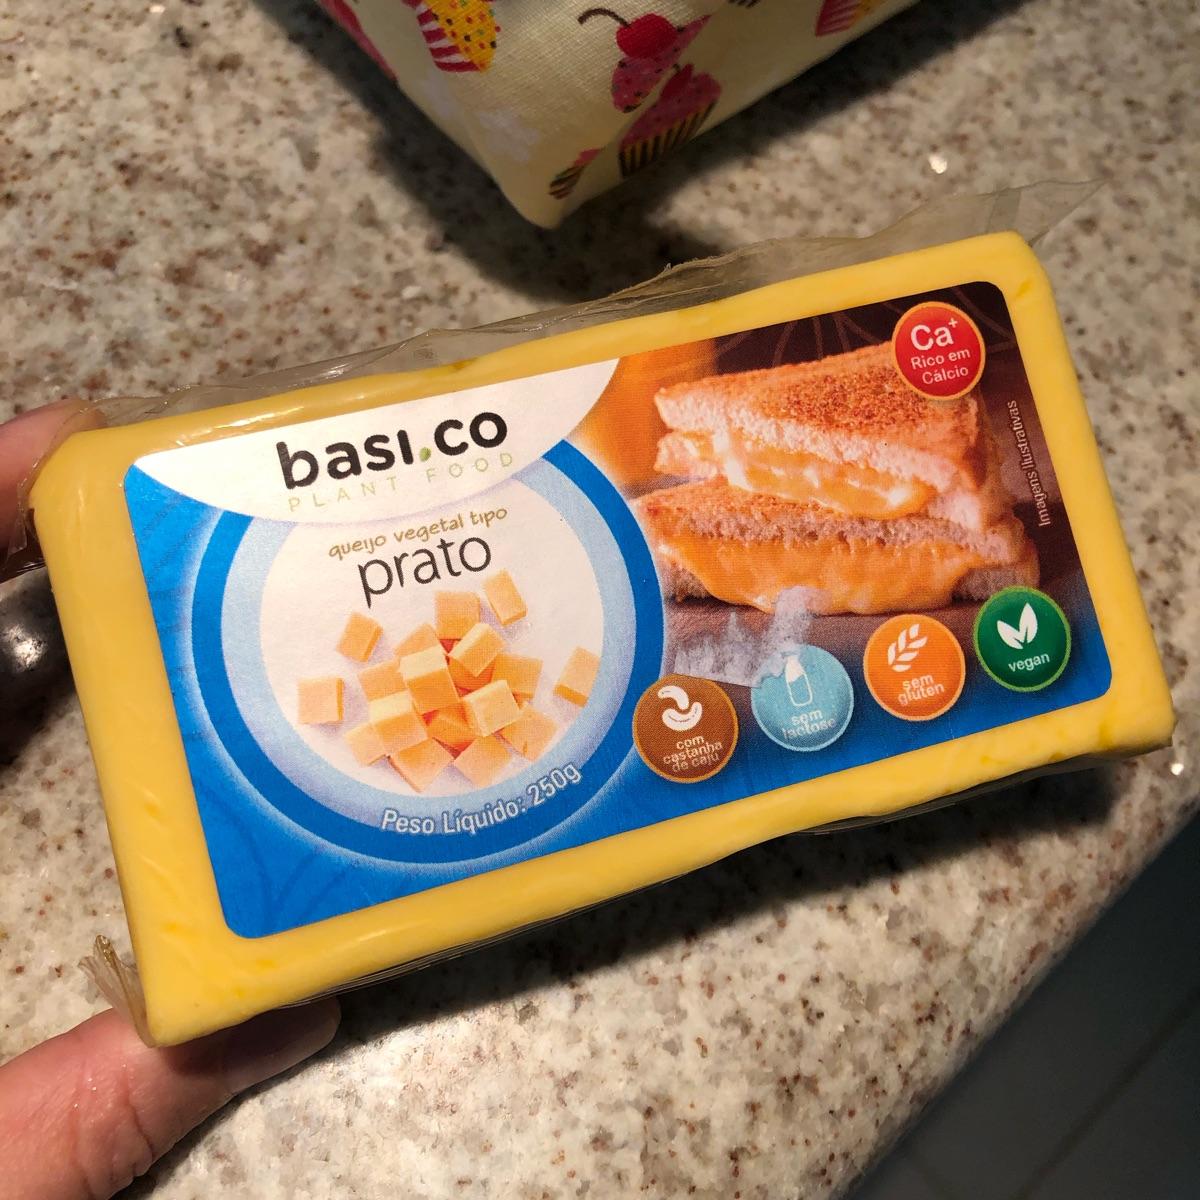 basi.co
PLANT FOOD
queijo vegetal tipo
prato
Peso Líquido: 250g
Ca+
Rico em
Cálcio
Imagens ilustrativas
com
castanha
de caju
sem
lactose
sem
glúten
vegan